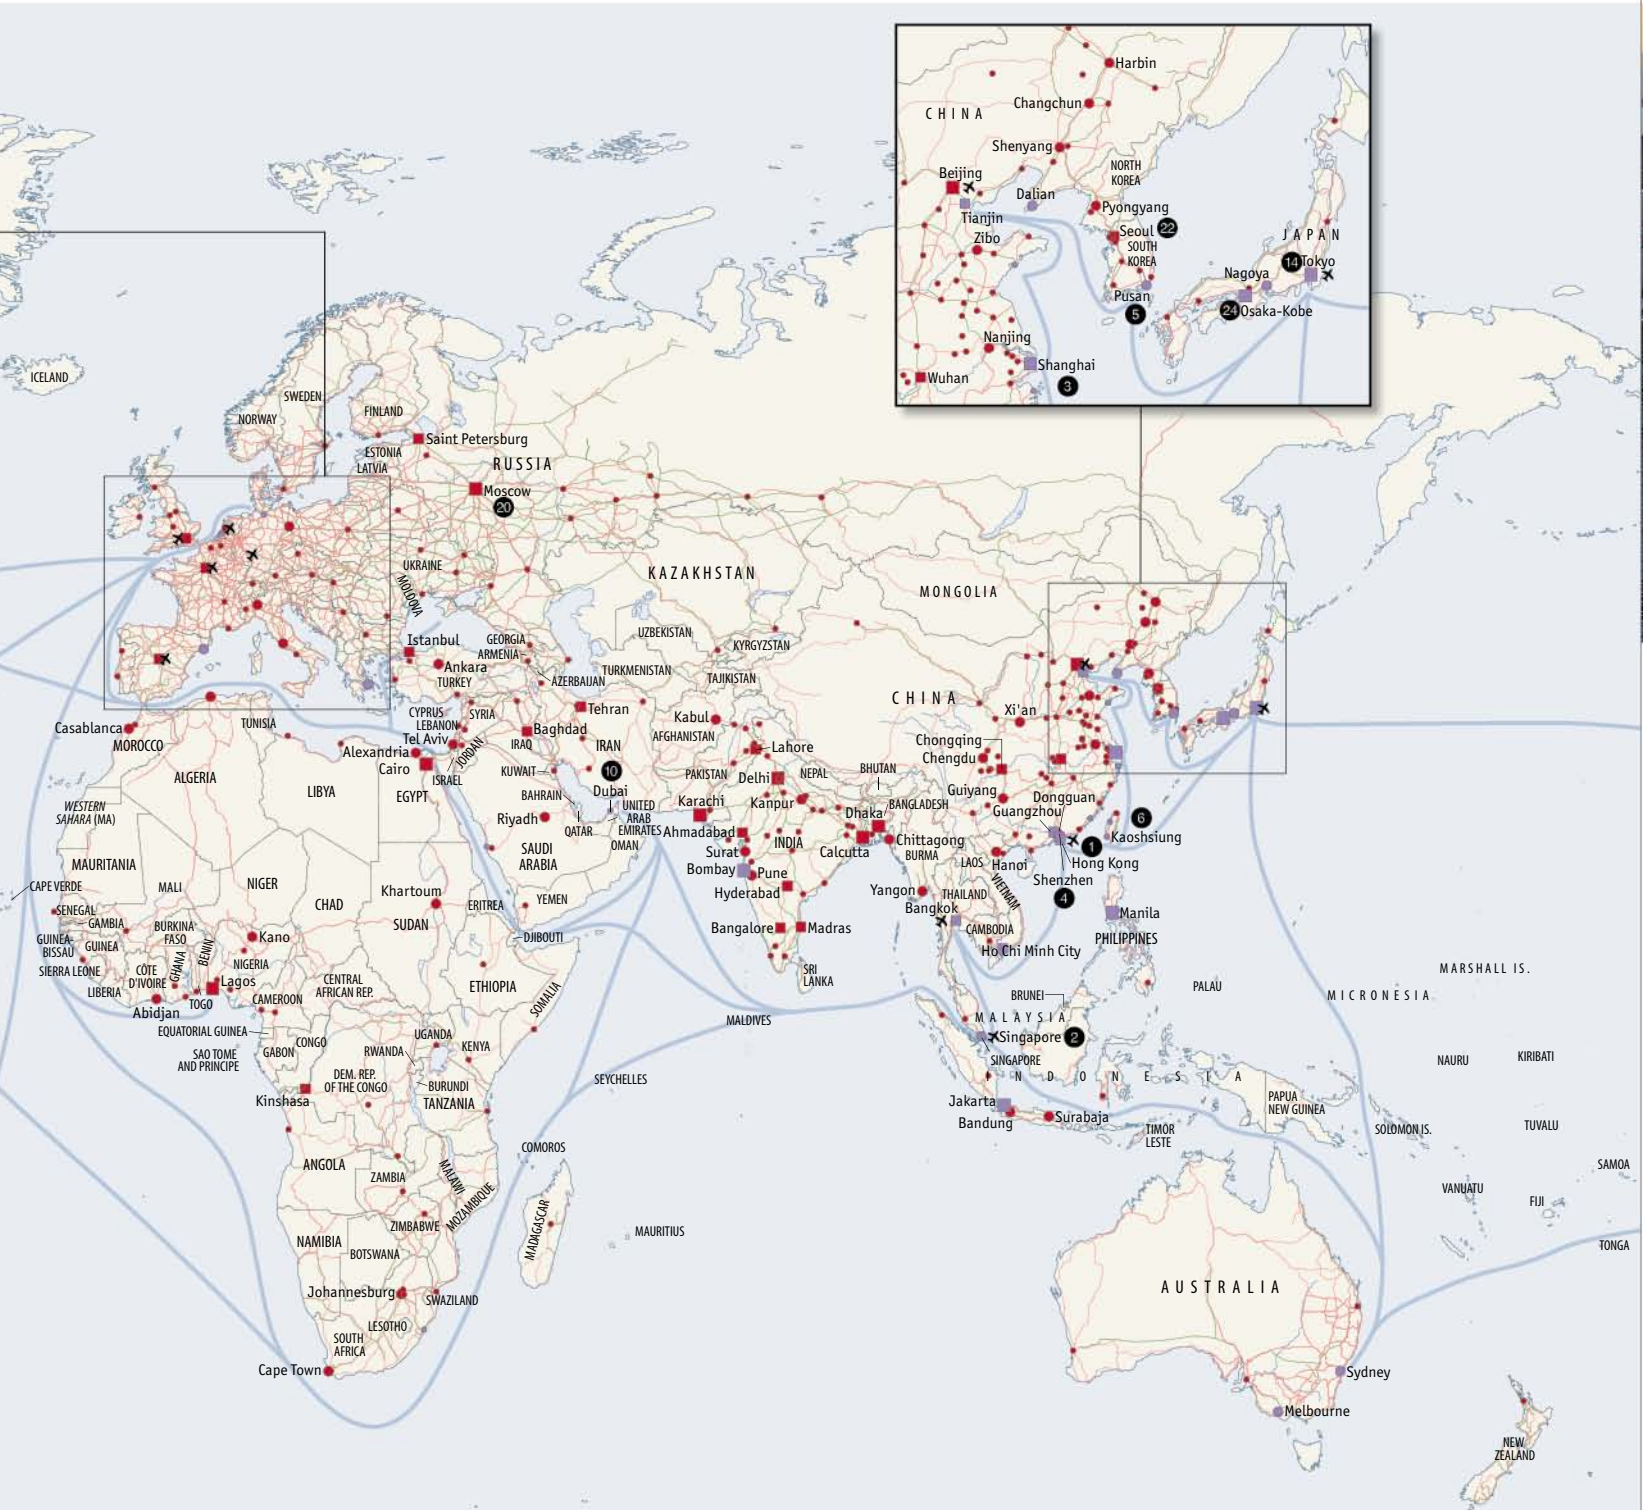 Harbin
Changchun
CHINA
Shenyang
NORTH
KOREA
Beijing
Dalian
Tianjin
Pyongyang
Zibo
Seoul
22
SOUTH
KOREA
JAPAN
14
Tokyo
Nagoya
Pusan
5
24
Osaka-Kobe
Nanjing
Shanghai
3
Wuhan
ICELAND
SWEDEN
NORWAY
FINLAND
Saint Petersburg
ESTONIA
LATVIA
RUSSIA
Moscow
20
UKRAINE
MOLDOVA
KAZAKHSTAN
MONGOLIA
Istanbul
GEORGIA
ARMENIA
UZBEKISTAN
KYRGYZSTAN
Ankara
TURKEY
AZERBAIJAN
TURKMENISTAN
TAJIKISTAN
CHINA
Casablanca
MOROCCO
TUNISIA
CYPRUS
LEBANON
SYRIA
Tehran
Kabul
AFGHANISTAN
Xi'an
Tel Aviv
Baghdad
IRAQ
IRAN
Lahore
Chongqing
Chengdu
Alexandria
Cairo
JORDAN
ISRAEL
KUWAIT
10
PAKISTAN
Delhi
NEPAL
BHUTAN
ALGERIA
LIBYA
EGYPT
BAHRAIN
Dubai
Karachi
Kanpur
BANGLADESH
Guiyang
Dongguan
Guangzhou
WESTERN
SAHARA (MA)
Riyadh
QATAR
UNITED
ARAB
EMIRATES
Ahmadabad
Dhaka
6
Kaoshsiung
OMAN
SAUDI
ARABIA
Surat
INDIA
Calcutta
Chittagong
BURMA
1
Hong Kong
LAOS
Hanoi
MAURITANIA
Bombay
Pune
Shenzhen
4
CAPE VERDE
MALI
NIGER
CHAD
Khartoum
SUDAN
ERITREA
YEMEN
Hyderabad
Yangon
THAILAND
VIETNAM
Bangkok
Manila
SENEGAL
GAMBIA
BURKINA
FASO
BENIN
Kano
DJIBOUTI
Bangalore
Madras
CAMBODIA
PHILIPPINES
GUINEA-
BISSAU
GUINEA
Ho Chi Minh City
SIERRA LEONE
CÔTE
D'IVOIRE
GHANA
NIGERIA
Lagos
CENTRAL
AFRICAN REP.
ETHIOPIA
SOMALIA
SRI
LANKA
MARSHALL IS.
LIBERIA
TOGO
CAMEROON
PALAU
BRUNEI
MICRONESIA
Abidjan
MALDIVES
MALAYSIA
EQUATORIAL GUINEA
CONGO
UGANDA
KENYA
Singapore
2
SAO TOME
AND PRINCIPE
GABON
RWANDA
SINGAPORE
NAURU
KIRIBATI
DEM. REP.
OF THE CONGO
BURUNDI
SEYCHELLES
INDONESIA
Kinshasa
TANZANIA
Jakarta
Bandung
Surabaja
PAPUA
NEW GUINEA
TIMOR
LESTE
SOLOMON IS.
TUVALU
COMOROS
ANGOLA
ZAMBIA
MALAWI
MOZAMBIQUE
SAMOA
VANUATU
FIJI
ZIMBABWE
MADAGASCAR
MAURITIUS
NAMIBIA
BOTSWANA
TONGA
AUSTRALIA
Johannesburg
SWAZILAND
LESOTHO
SOUTH
AFRICA
Cape Town
Sydney
Melbourne
NEW
ZEALAND